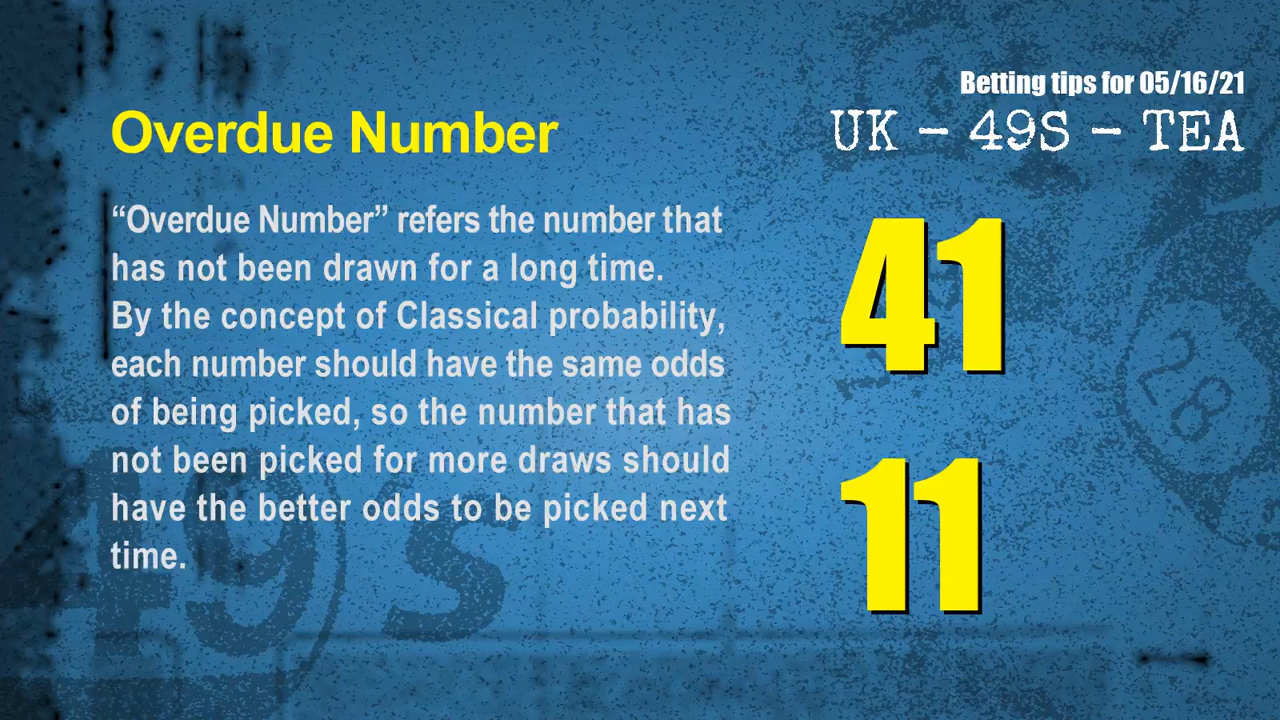 Betting tips for 05/16/21
UK - 49S - TEA
Overdue Number
“Overdue Number” refers the number that
has not been drawn for a long time.
By the concept of Classical probability,
each number should have the same odds
of being picked, so the number that has
not been picked for more draws should
have the better odds to be picked next
time.
41
11
28
49's